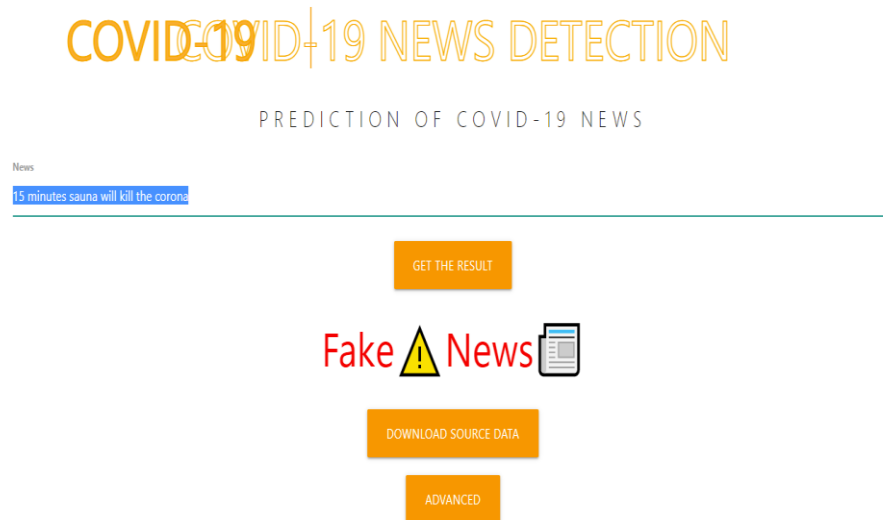 COVID-19 COVID-19 NEWS DETECTION
PREDICTION OF COVID-19 NEWS
News
15 minutes sauna will kill the corona
GET THE RESULT
Fake News
DOWNLOAD SOURCE DATA
ADVANCED